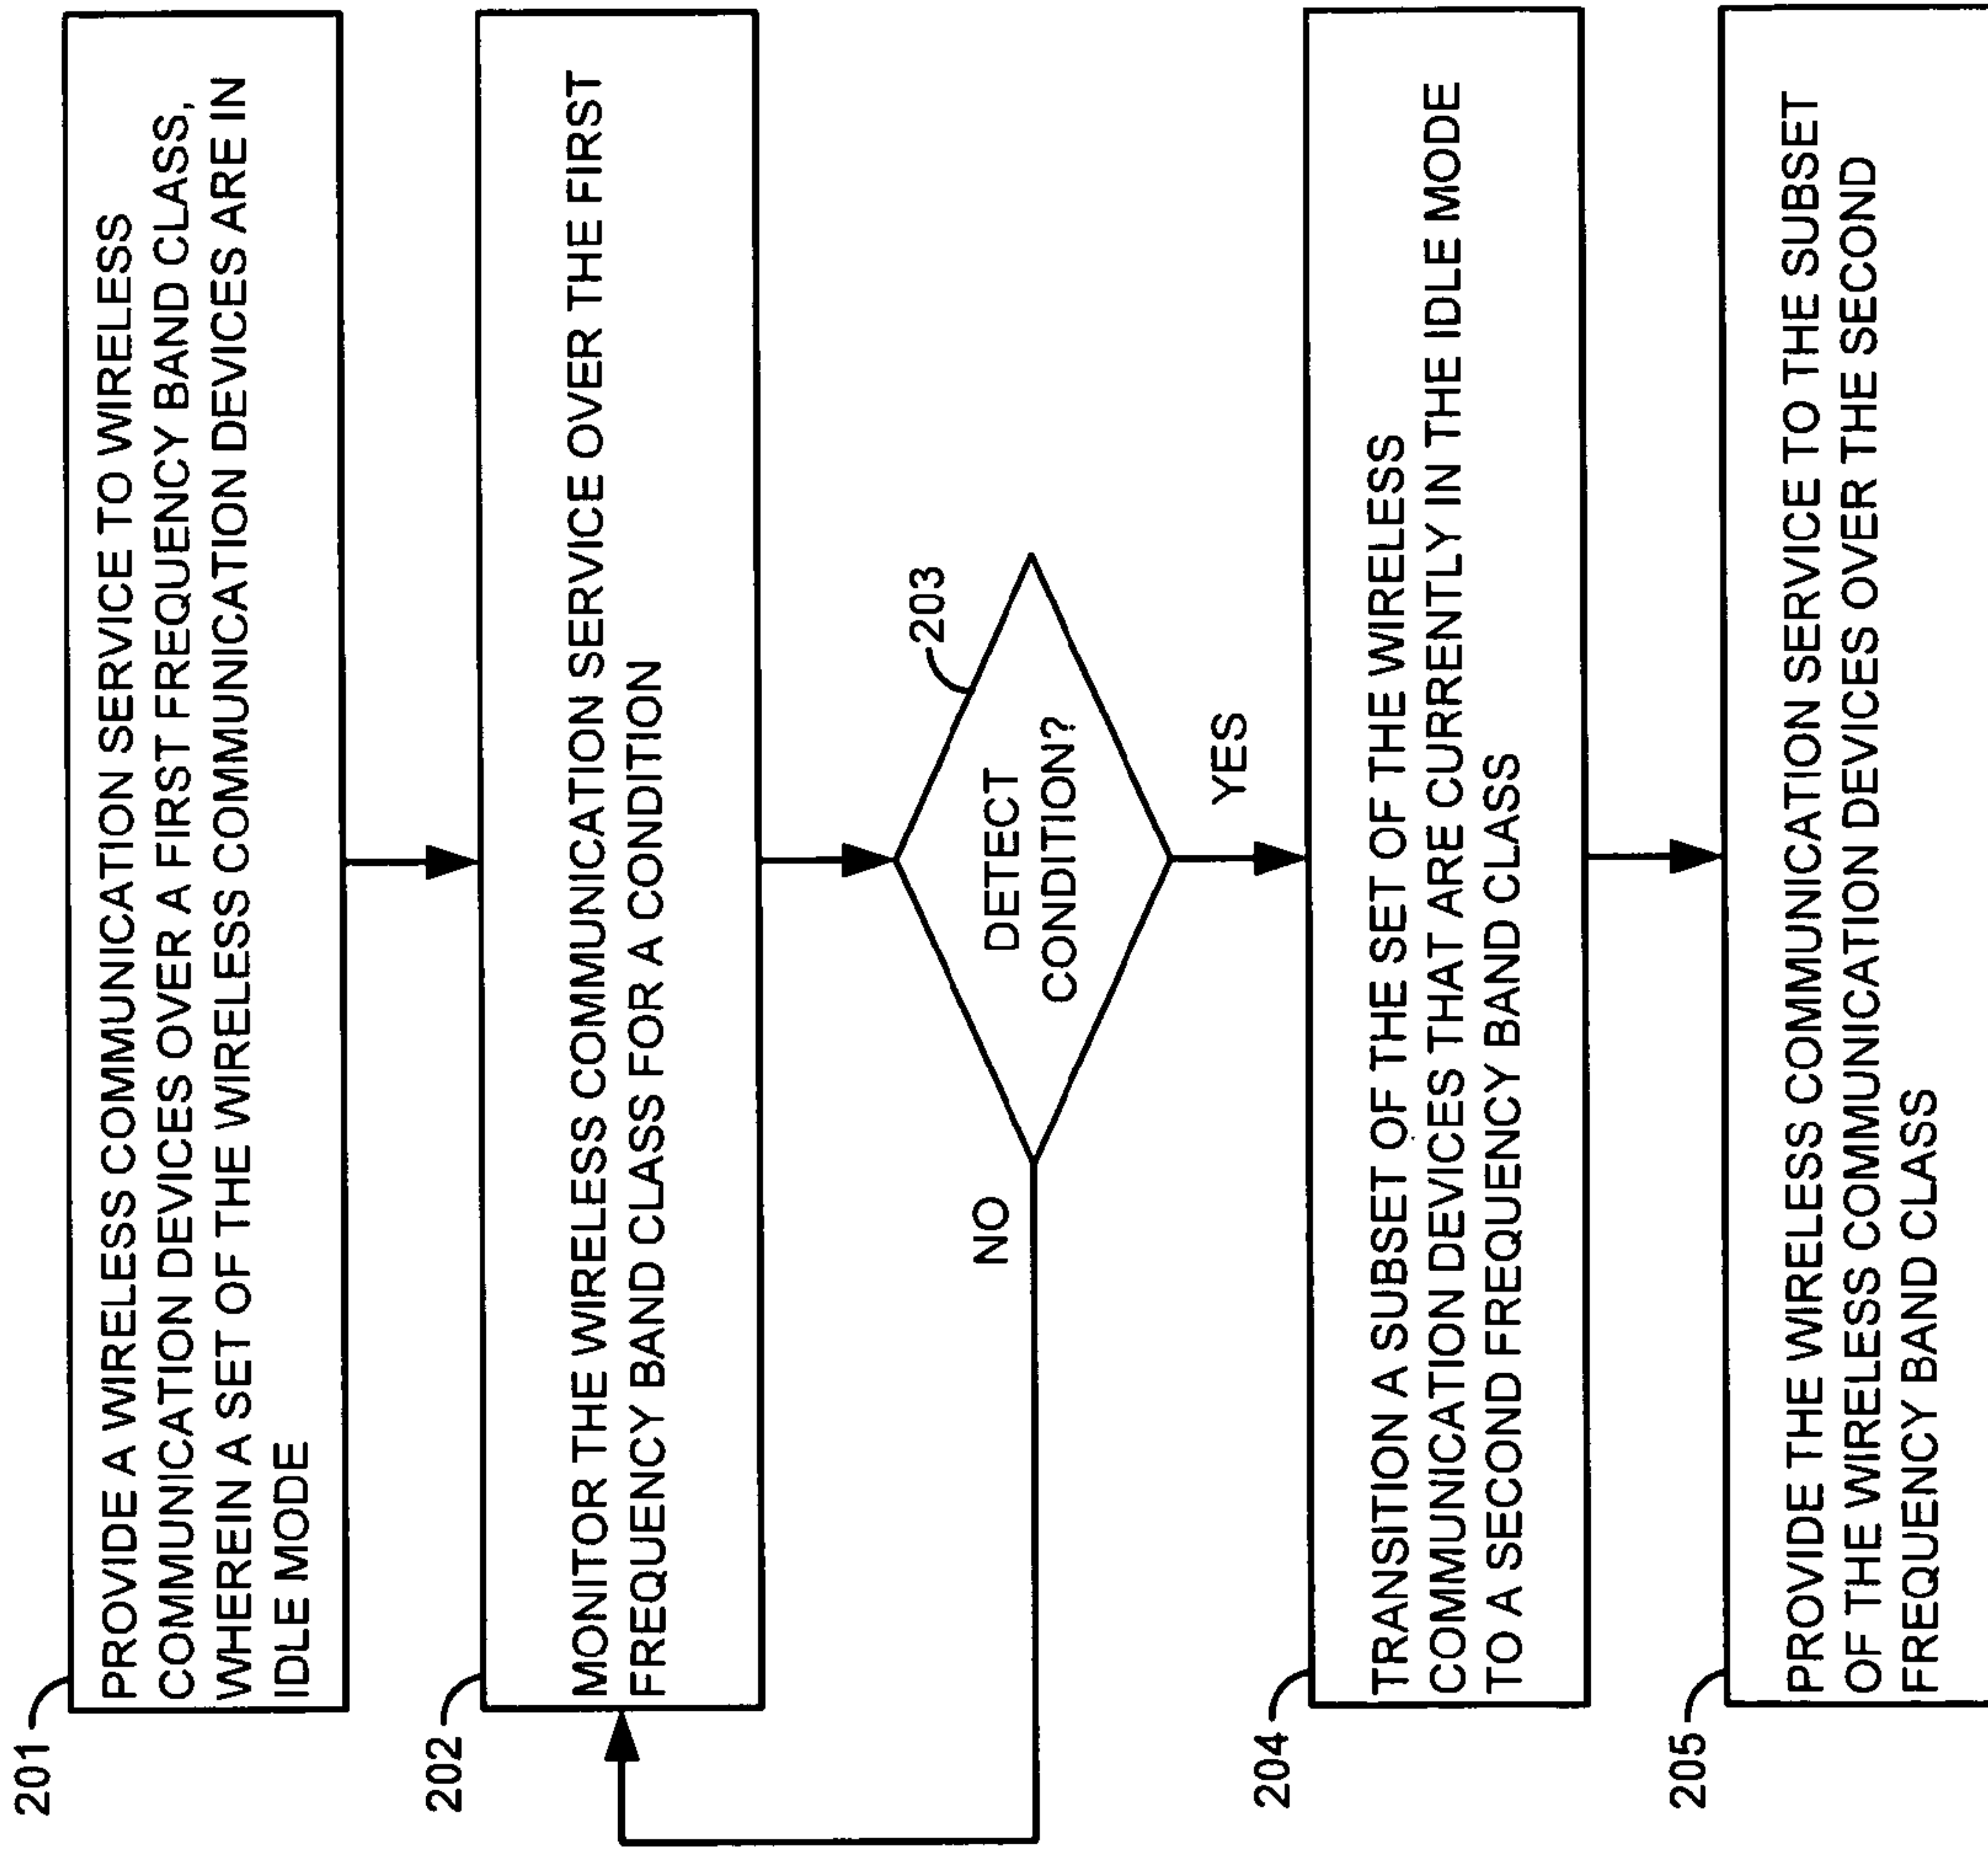 201
PROVIDE A WIRELESS COMMUNICATION SERVICE TO WIRELESS
COMMUNICATION DEVICES OVER A FIRST FREQUENCY BAND CLASS,
WHEREIN A SET OF THE WIRELESS COMMUNICATION DEVICES ARE IN
IDLE MODE
202
MONITOR THE WIRELESS COMMUNICATION SERVICE OVER THE FIRST
FREQUENCY BAND CLASS FOR A CONDITION
203
DETECT
CONDITION?
NO
YES
204
TRANSITION A SUBSET OF THE SET OF THE WIRELESS
COMMUNICATION DEVICES THAT ARE CURRENTLY IN THE IDLE MODE
TO A SECOND FREQUENCY BAND CLASS
205
PROVIDE THE WIRELESS COMMUNICATION SERVICE TO THE SUBSET
OF THE WIRELESS COMMUNICATION DEVICES OVER THE SECOND
FREQUENCY BAND CLASS